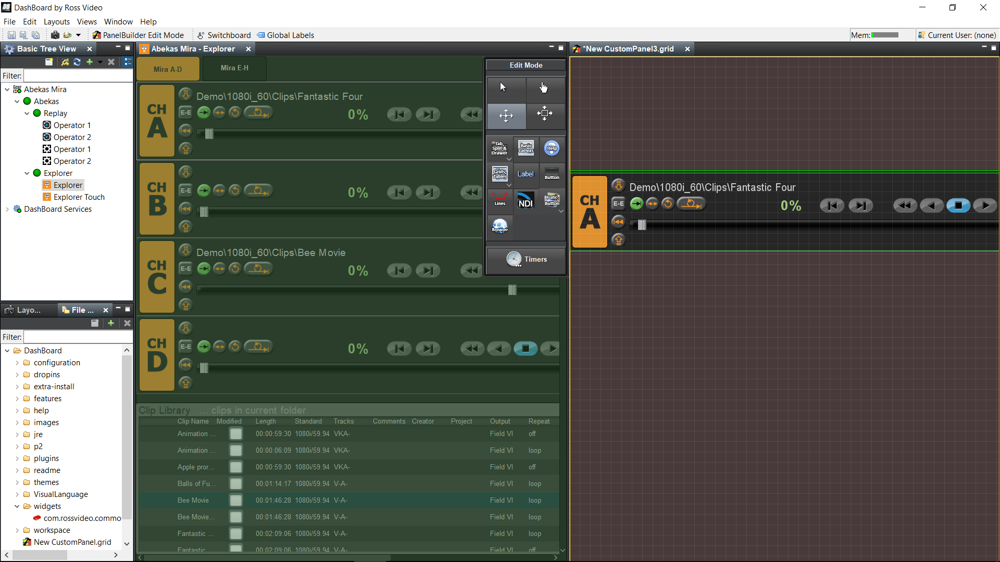 DashBoard by Ross Video
File Edit Layouts Views Window Help
PanelBuilder Edit Mode Switchboard Global Labels Mem: Current User: (none)
Basic Tree View
Filter:
Abekas Mira
Abekas
Replay
Operator 1
Operator 2
Operator 1
Operator 2
Explorer
Explorer
Explorer Touch
DashBoard Services
Layo... File ...
Filter:
DashBoard
configuration
dropins
extra-install
features
help
images
jre
p2
plugins
readme
themes
VisualLanguage
widgets
com.rossvideo.commo
workspace
New CustomPanel.grid
Abekas Mira - Explorer
Mira A-D Mira E-H
CH A
Demo\1080i_60\Clips\Fantastic Four
E-E 0%
CH B
E-E 0%
CH C
Demo\1080i_60\Clips\Bee Movie
E-E 0%
CH D
E-E 0%
Clip Library ... clips in current folder
Clip Name Modified Length Standard Tracks Comments Creator Project Output Repeat
Animation ... 00:00:59:30 1080i/59.94 VKA- Field VI off
Animation ... 00:00:06:09 1080i/59.94 VKA- Field VI loop
Apple pror... 00:00:59:30 1080i/59.94 VKA- Field VI off
Balls of Fu... 00:01:14:17 1080i/59.94 V-A- Field VI loop
Bee Movie 00:01:46:28 1080i/59.94 V-A- Field VI loop
Bee Movie... 00:01:46:28 1080i/59.94 V-A- Field VI loop
Fantastic ... 00:02:09:06 1080i/59.94 V-A- Field VI loop
Fantastic 00:02:09:06 1080i/59.94 V-A- Field VI off
Edit Mode
Tab, Split & Drawer
Basic Canvas
Help
Grids, Tables
Label
Button
Lines
NDI
Func Button
Browser
Timers
*New CustomPanel3.grid
CH A
Demo\1080i_60\Clips\Fantastic Four
E-E 0%